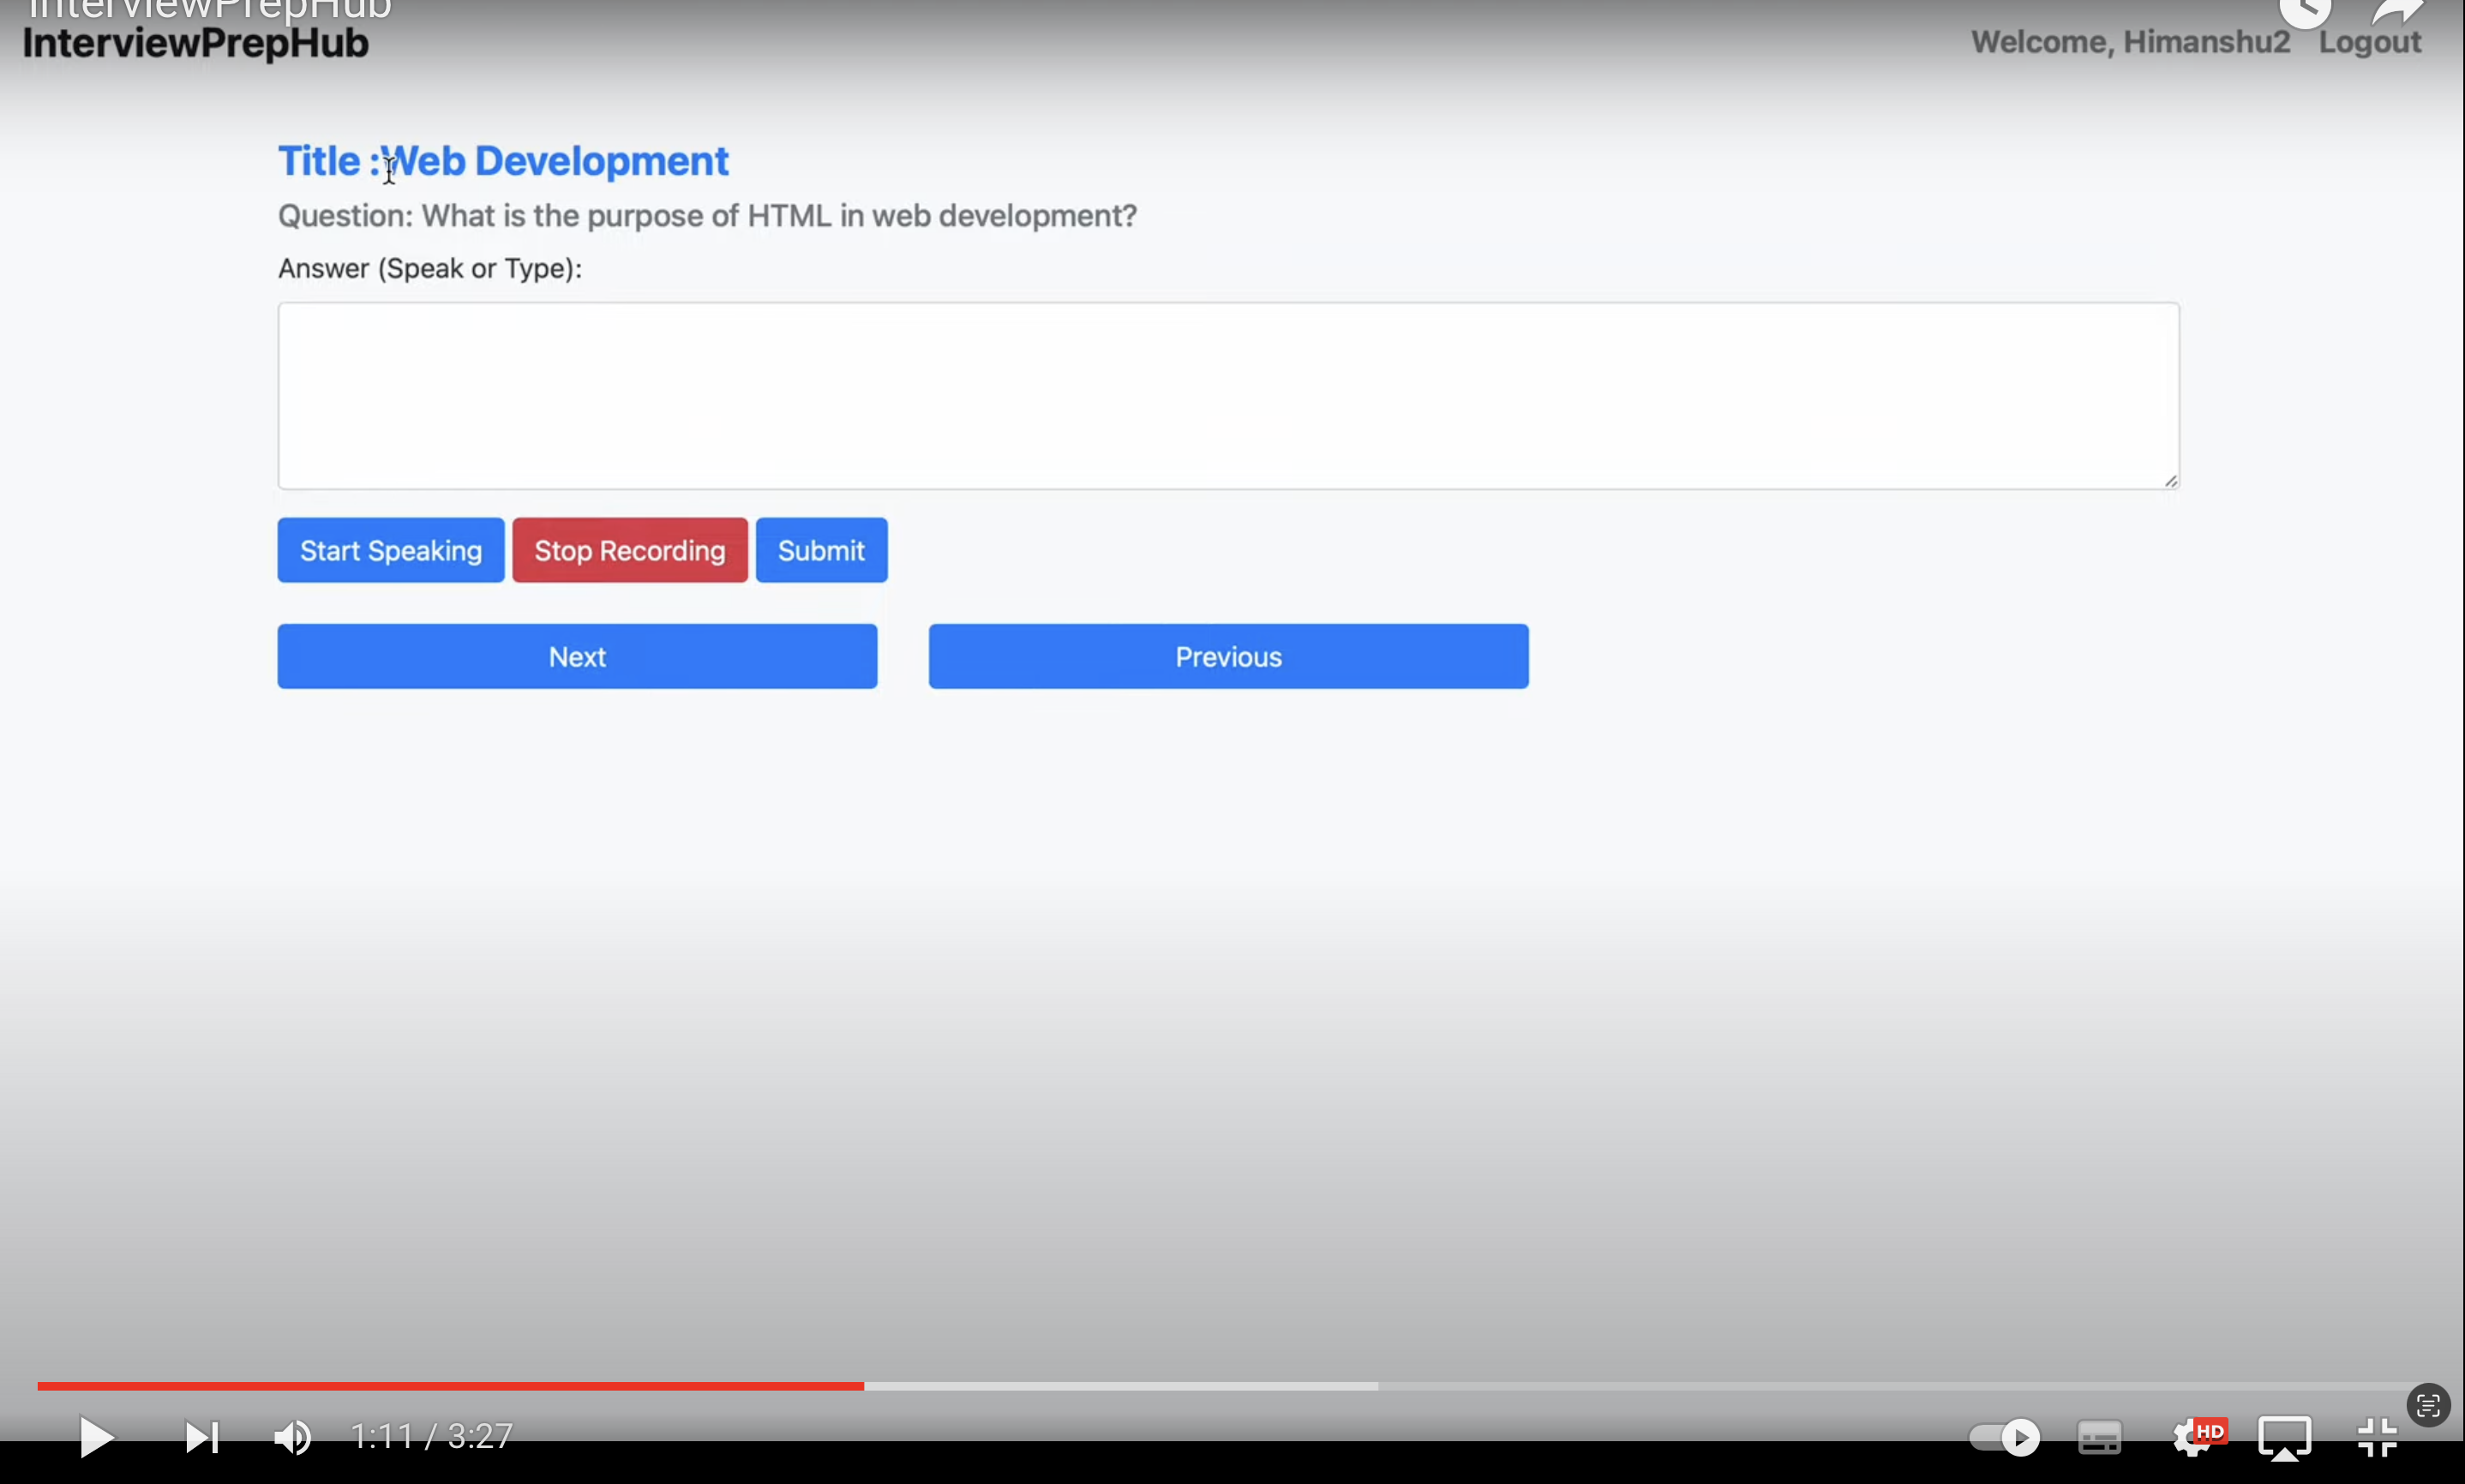 InterviewPrepHub
InterviewPrepHub
Welcome, Himanshu2 Logout
Title :Web Development
Question: What is the purpose of HTML in web development?
Answer (Speak or Type):
Start Speaking Stop Recording Submit
Next Previous
1:11 / 3:27
HD